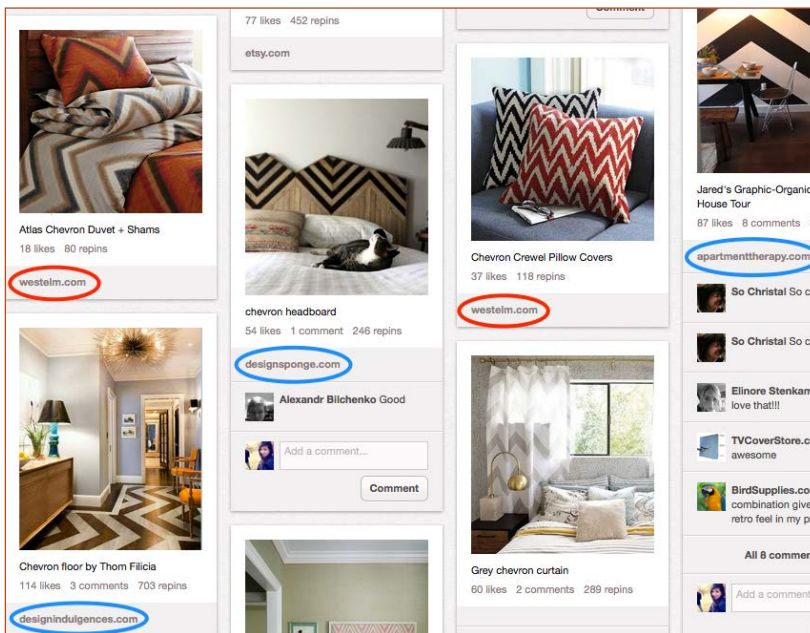 Atlas Chevron Duvet + Shams
18 likes 80 repins
westelm.com
Chevron floor by Thom Filicia
114 likes 3 comments 703 repins
designindulgences.com
77 likes 452 repins
etsy.com
chevron headboard
54 likes 1 comment 246 repins
designsponge.com
Alexandr Bilchenko Good
Add a comment...
Comment
Comment
Chevron Crewel Pillow Covers
37 likes 118 repins
westelm.com
Grey chevron curtain
60 likes 2 comments 289 repins
Jared's Graphic-Organic
House Tour
87 likes 8 comments
apartmenttherapy.com
So Christal So c
So Christal So c
Elinore Stenkam
love that!!!
TVCoverStore.c
awesome
BirdSupplies.co
combination give
retro feel in my p
All 8 commen
Add a comment